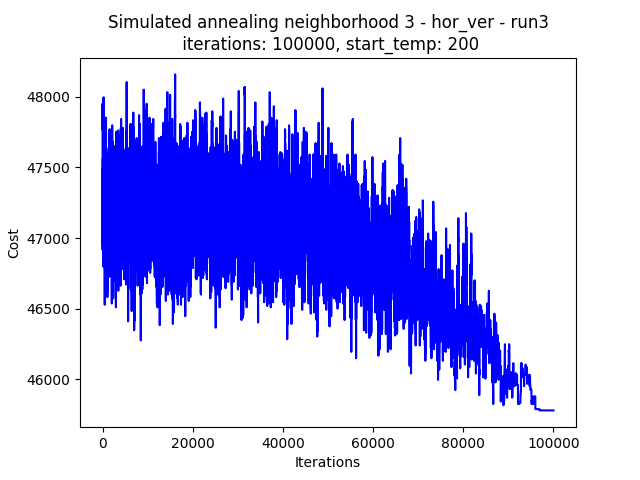 Simulated annealing neighborhood 3 - hor_ver - run3
iterations: 100000, start_temp: 200
48000
47500
47000
46500
46000
Cost
0
20000
40000
60000
80000
100000
Iterations